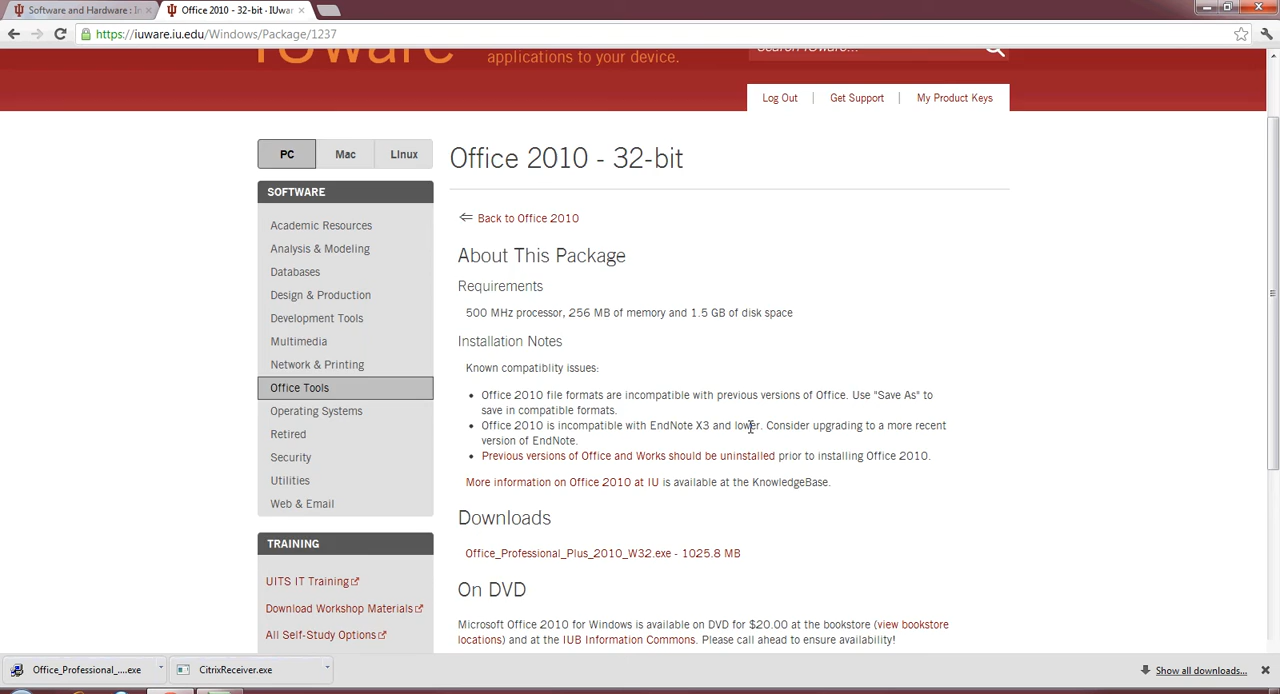 Software and Hardware : I
Office 2010 - 32-bit - IUwar
https://iuware.iu.edu/Windows/Package/1237
IUware
applications to your device.
Search IUware...
Log Out
Get Support
My Product Keys
PC
Mac
Linux
SOFTWARE
Academic Resources
Analysis & Modeling
Databases
Design & Production
Development Tools
Multimedia
Network & Printing
Office Tools
Operating Systems
Retired
Security
Utilities
Web & Email
TRAINING
UITS IT Training
Download Workshop Materials
All Self-Study Options
Office 2010 - 32-bit
Back to Office 2010
About This Package
Requirements
500 MHz processor, 256 MB of memory and 1.5 GB of disk space
Installation Notes
Known compatiblity issues:
Office 2010 file formats are incompatible with previous versions of Office. Use "Save As" to
save in compatible formats.
Office 2010 is incompatible with EndNote X3 and lower. Consider upgrading to a more recent
version of EndNote.
Previous versions of Office and Works should be uninstalled prior to installing Office 2010.
More information on Office 2010 at IU is available at the KnowledgeBase.
Downloads
Office_Professional_Plus_2010_W32.exe - 1025.8 MB
On DVD
Microsoft Office 2010 for Windows is available on DVD for $20.00 at the bookstore (view bookstore
locations) and at the IUB Information Commons. Please call ahead to ensure availability!
Office_Professional_....exe
CitrixReceiver.exe
Show all downloads...